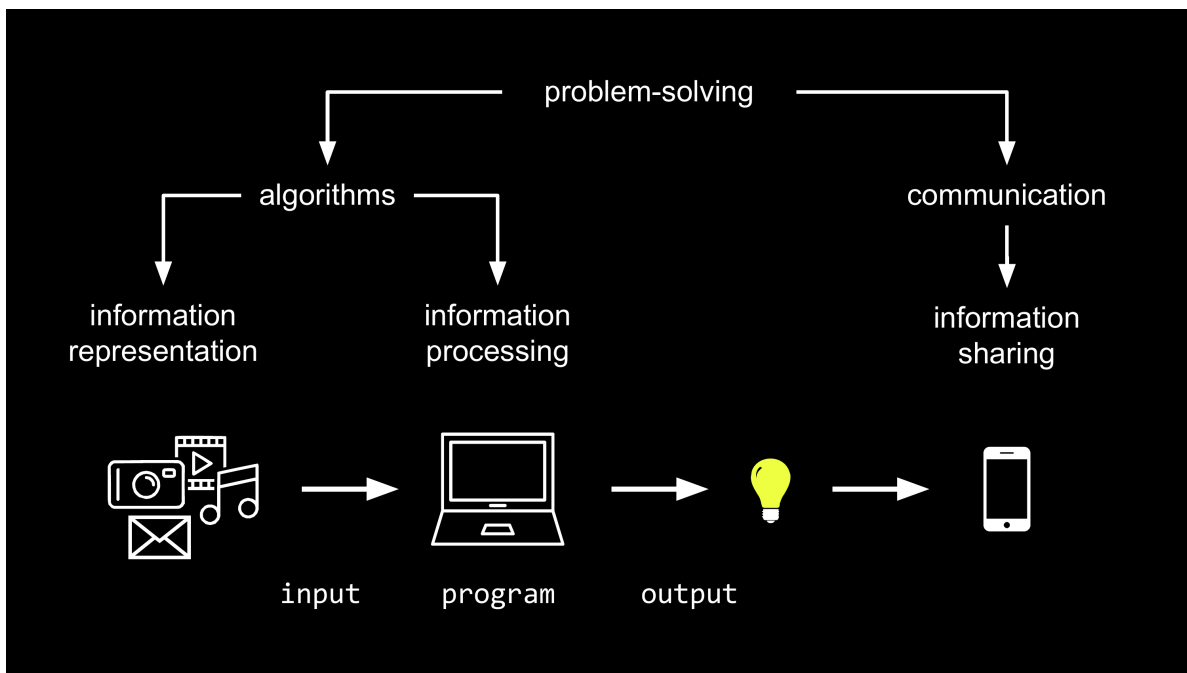 problem-solving
algorithms
communication
information
representation
information
processing
information
sharing
input
program
output